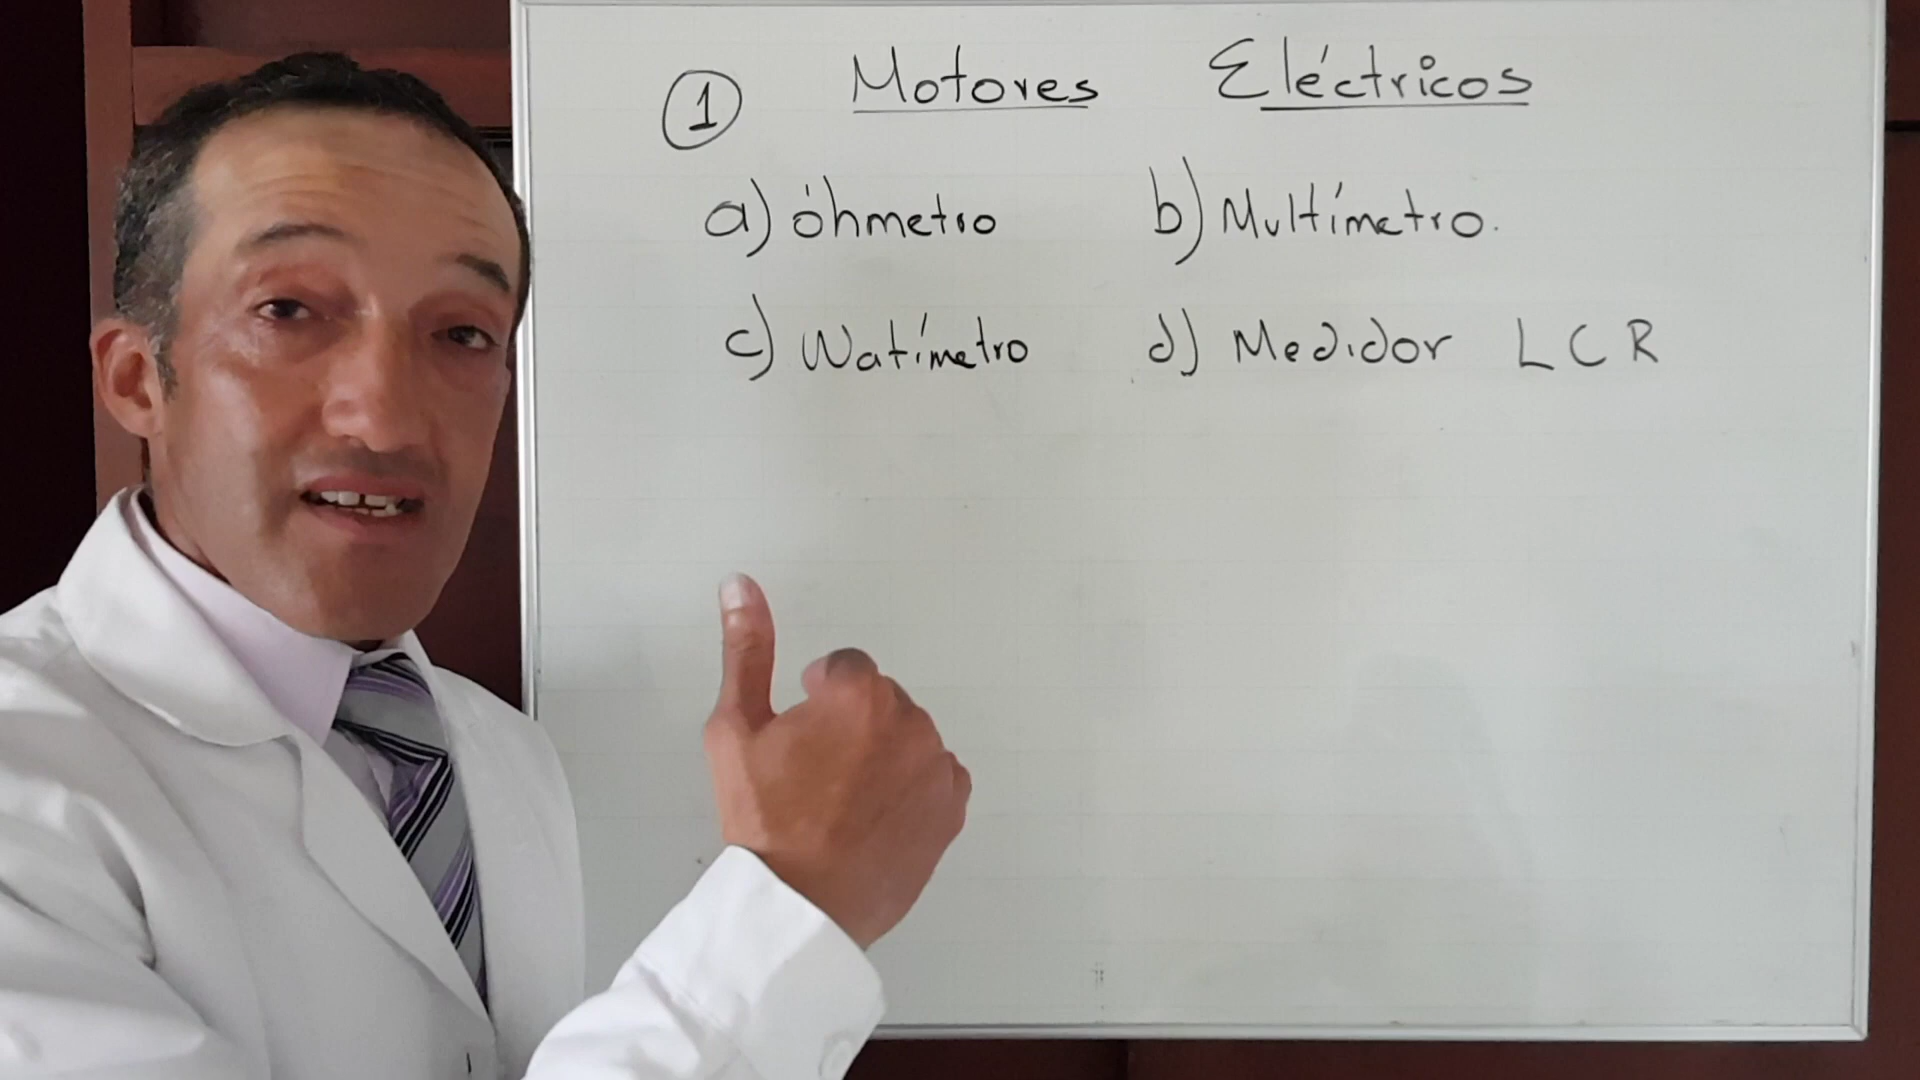 1 Motores Eléctricos
a) óhmetro b) Multímetro.
c) Watímetro d) Medidor LCR